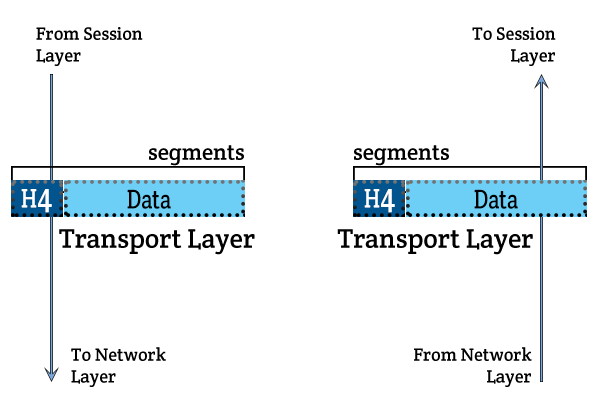 From Session
Layer
segments
H4 Data
Transport Layer
To Network
Layer
To Session
Layer
segments
H4 Data
Transport Layer
From Network
Layer